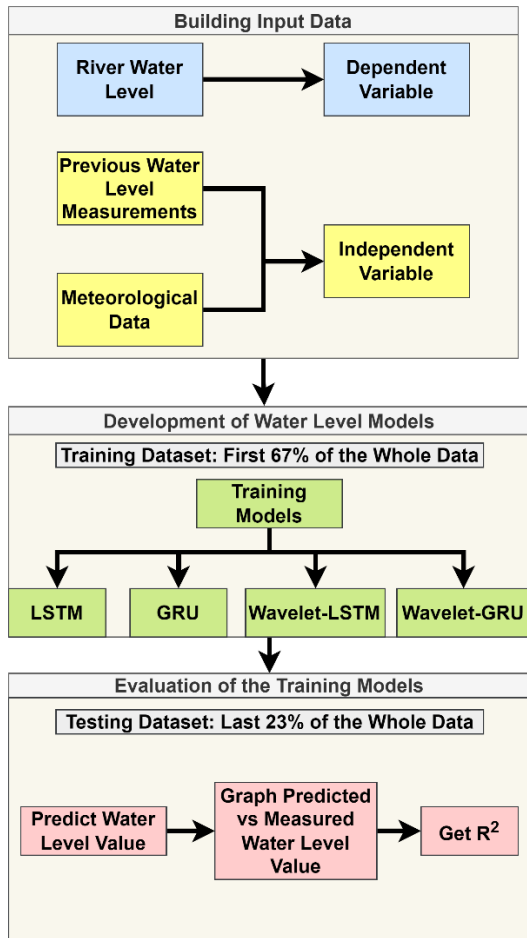 Building Input Data
River Water
Level
Dependent
Variable
Previous Water
Level
Measurements
Independent
Variable
Meteorological
Data
Development of Water Level Models
Training Dataset: First 67% of the Whole Data
Training
Models
LSTM
GRU
Wavelet-LSTM
Wavelet-GRU
Evaluation of the Training Models
Testing Dataset: Last 23% of the Whole Data
Predict Water
Level Value
Graph Predicted
vs Measured
Water Level
Value
Get R²